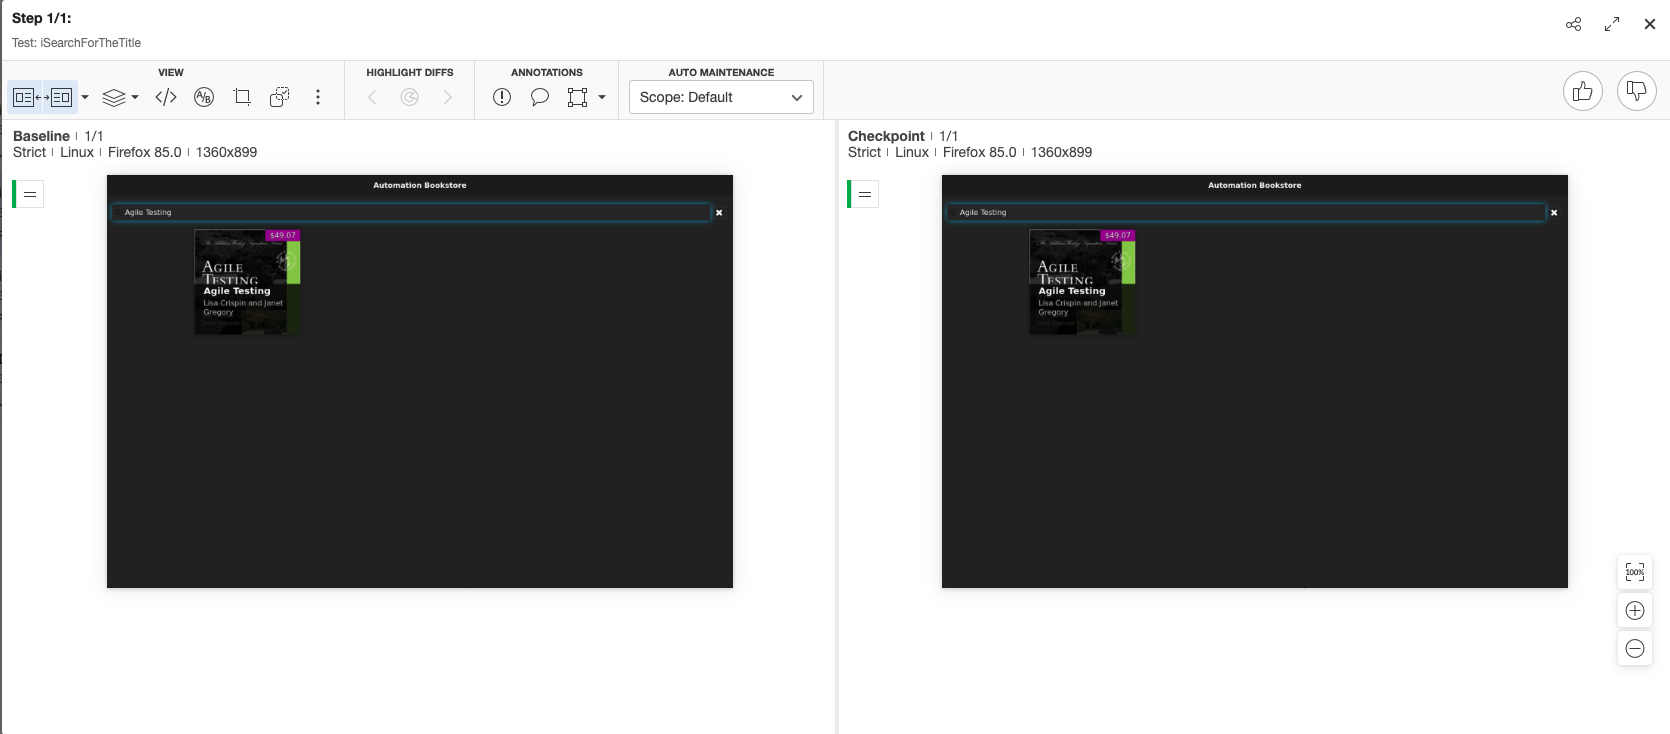 Step 1/1:
Test: iSearchForTheTitle
VIEW
HIGHLIGHT DIFFS
ANNOTATIONS
AUTO MAINTENANCE
A/B
Scope: Default
Baseline | 1/1
Strict | Linux | Firefox 85.0 | 1360x899
Automation Bookstore
Agile Testing
$49.07
AGILE
TESTING
Agile Testing
Lisa Crispin and Janet
Gregory
Checkpoint | 1/1
Strict | Linux | Firefox 85.0 | 1360x899
Automation Bookstore
Agile Testing
$49.07
AGILE
TESTING
Agile Testing
Lisa Crispin and Janet
Gregory
100%